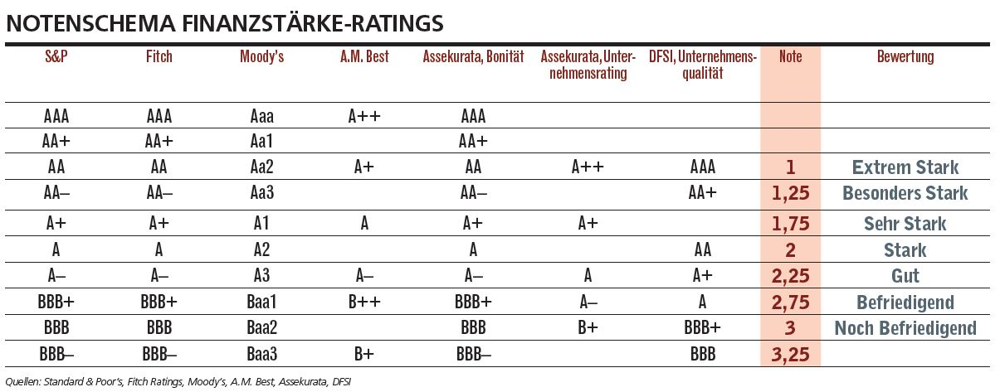 NOTENSCHEMA FINANZSTÄRKE-RATINGS
S&P Fitch Moody's A.M. Best Assekurata, Bonität Assekurata, Unter- DFSI, Unternehmens- Note Bewertung
nehmensrating qualität
AAA AAA Aaa A++ AAA
AA+ AA+ Aa1 AA+
AA AA Aa2 A+ AA A++ AAA 1 Extrem Stark
AA– AA– Aa3 AA– AA+ 1,25 Besonders Stark
A+ A+ A1 A A+ A+ 1,75 Sehr Stark
A A A2 A AA 2 Stark
A– A– A3 A– A– A A+ 2,25 Gut
BBB+ BBB+ Baa1 B++ BBB+ A– A 2,75 Befriedigend
BBB BBB Baa2 BBB B+ BBB+ 3 Noch Befriedigend
BBB– BBB– Baa3 B+ BBB– BBB 3,25
Quellen: Standard & Poor's, Fitch Ratings, Moody's, A.M. Best, Assekurata, DFSI